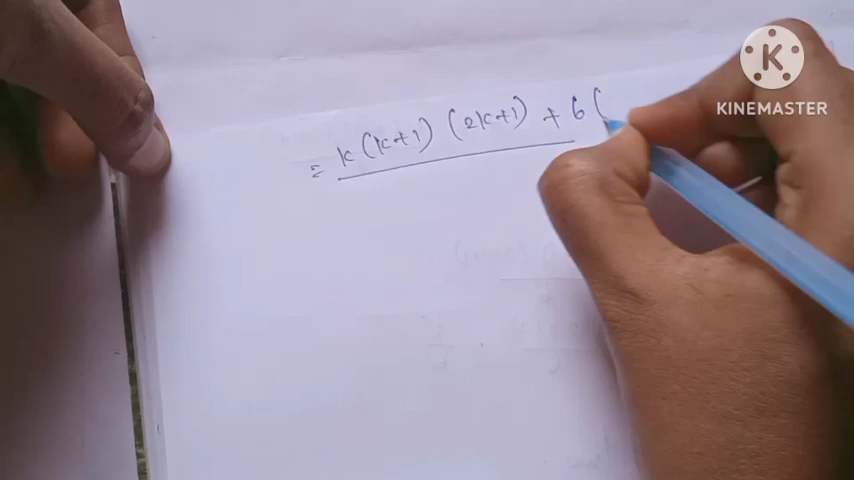 = k(k+1) (2k+1) + 6(
K
KINEMASTER